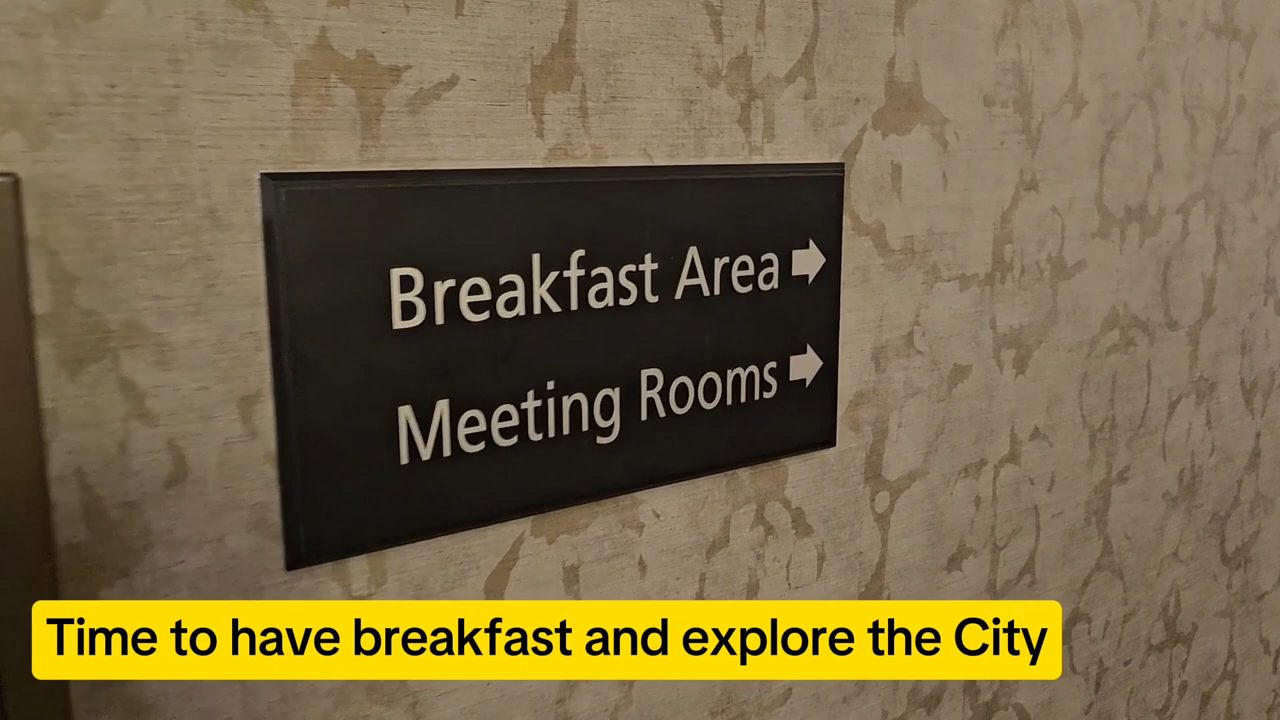 Breakfast Area
Meeting Rooms
Time to have breakfast and explore the City